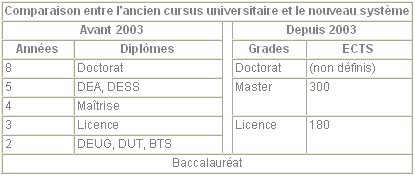 Comparaison entre l'ancien cursus universitaire et le nouveau système
Avant 2003 Depuis 2003
Années Diplômes Grades ECTS
8 Doctorat Doctorat (non définis)
5 DEA, DESS Master 300
4 Maîtrise
3 Licence Licence 180
2 DEUG, DUT, BTS
Baccalauréat